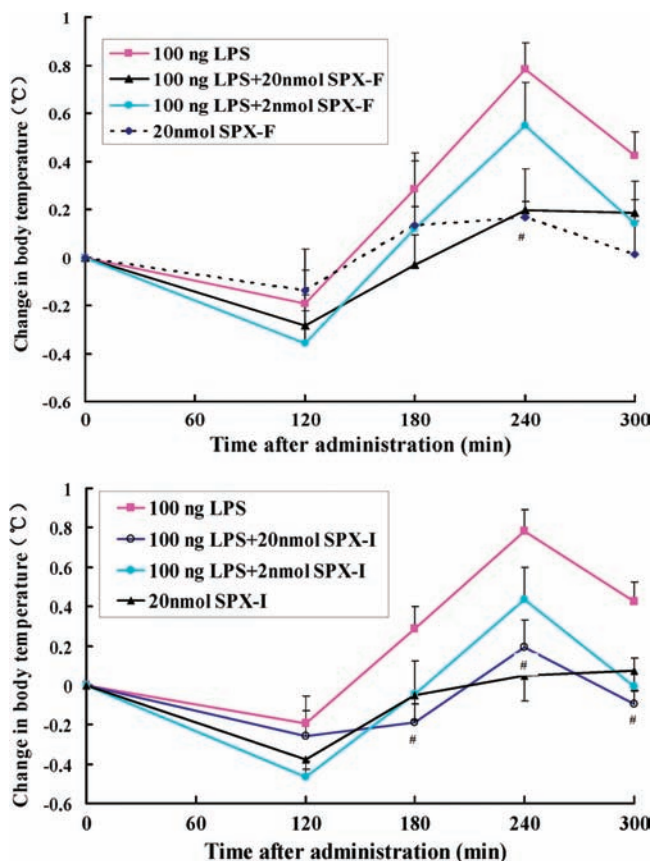 1
0.8
0.6
0.4
0.2
0
-0.2
-0.4
-0.6
Change in body temperature（℃）
100 ng LPS
100 ng LPS+20nmol SPX-F
100 ng LPS+2nmol SPX-F
20nmol SPX-F
#
0 60 120 180 240 300
Time after administration (min)
1
0.8
0.6
0.4
0.2
0
-0.2
-0.4
-0.6
Change in body temperature（℃）
100 ng LPS
100 ng LPS+20nmol SPX-I
100 ng LPS+2nmol SPX-I
20nmol SPX-I
#
#
#
0 60 120 180 240 300
Time after administration (min)